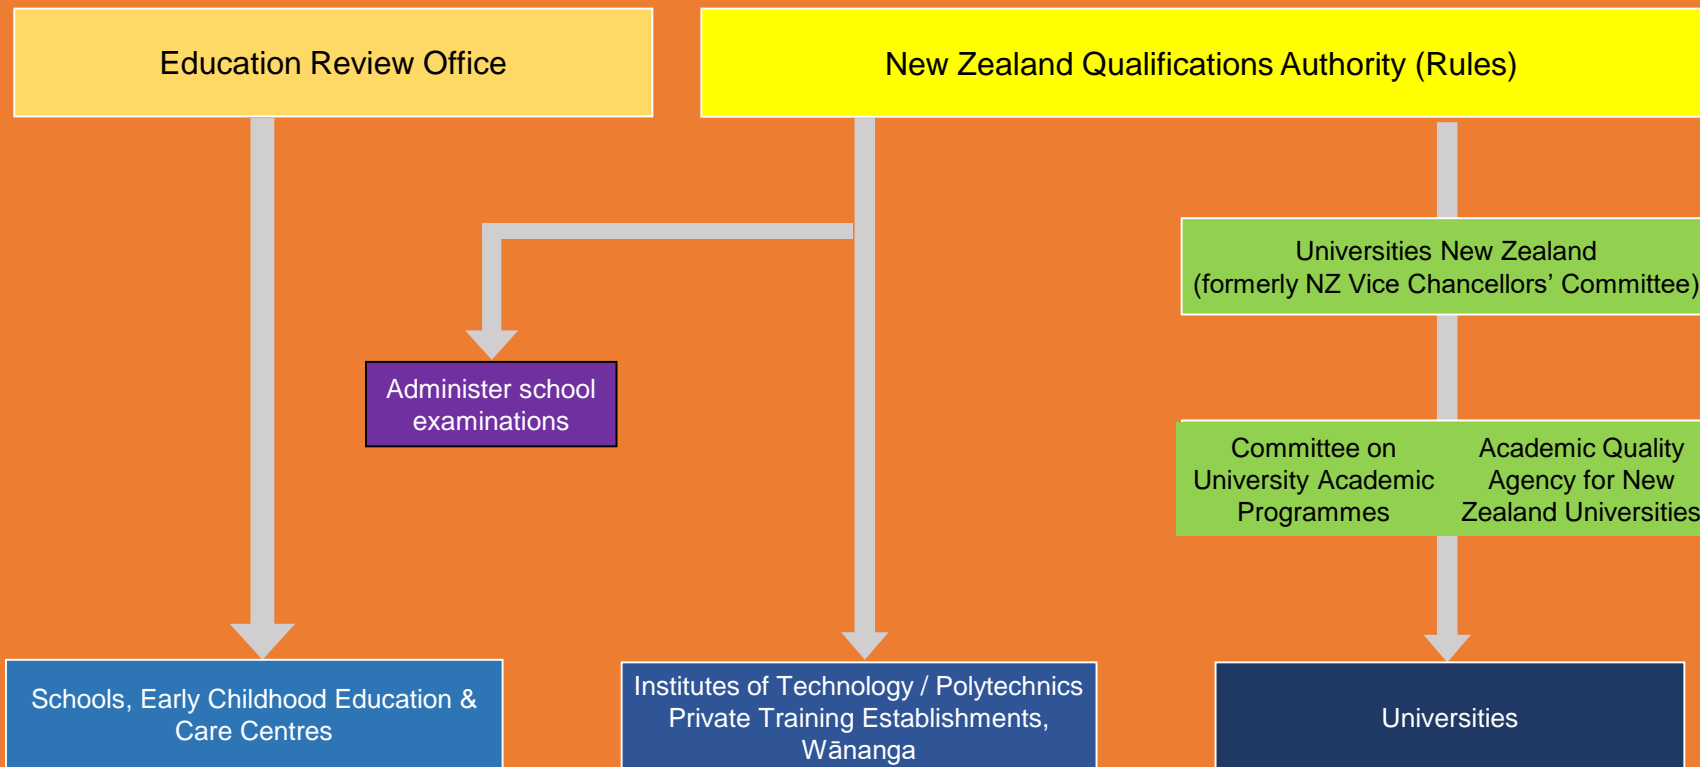 Education Review Office
New Zealand Qualifications Authority (Rules)
Universities New Zealand
(formerly NZ Vice Chancellors’ Committee)
Administer school
examinations
Committee on
University Academic
Programmes
Academic Quality
Agency for New
Zealand Universities
Schools, Early Childhood Education &
Care Centres
Institutes of Technology / Polytechnics
Private Training Establishments,
Wānanga
Universities